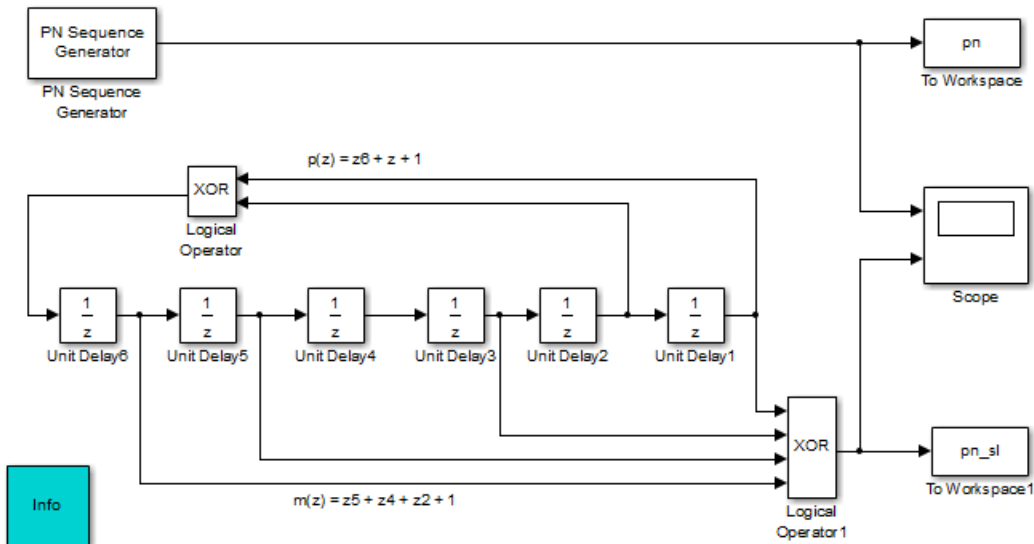 PN Sequence
Generator
PN Sequence
Generator
pn
To Workspace
p(z) = z6 + z + 1
XOR
Logical
Operator
Scope
1
z
Unit Delay6
1
z
Unit Delay5
1
z
Unit Delay4
1
z
Unit Delay3
1
z
Unit Delay2
1
z
Unit Delay1
XOR
Logical
Operator1
pn_sl
To Workspace1
m(z) = z5 + z4 + z2 + 1
Info